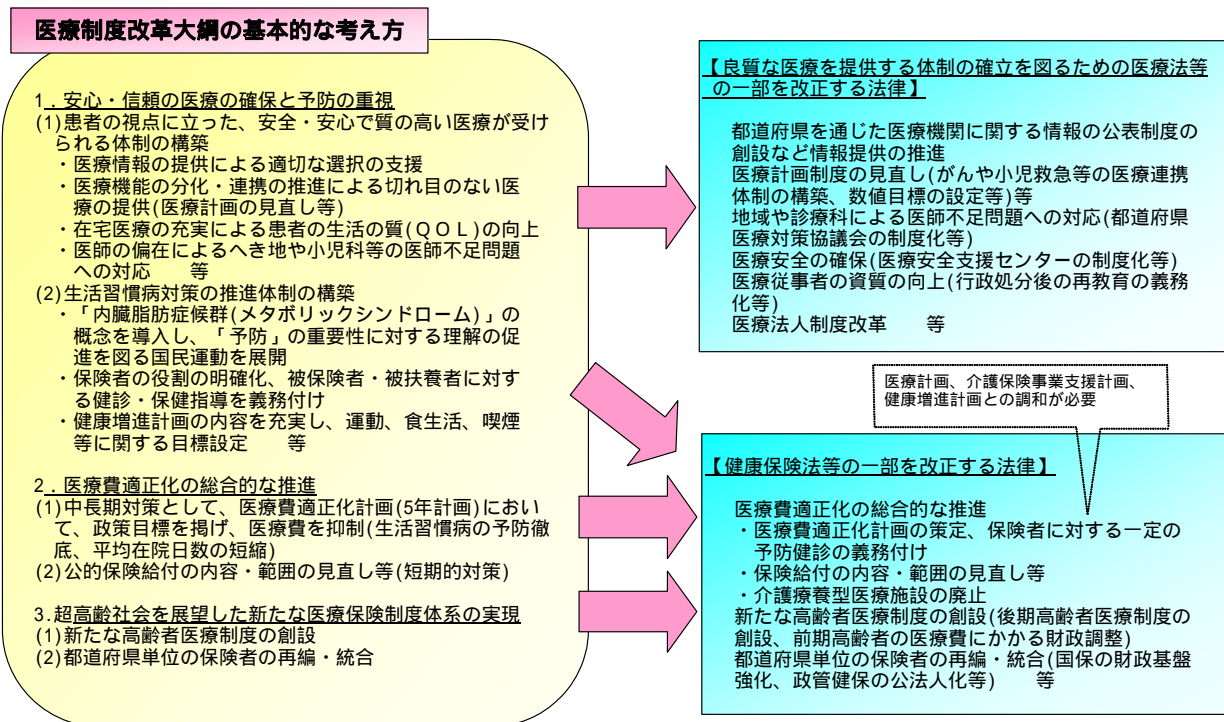 医療制度改革大綱の基本的な考え方
1．安心・信頼の医療の確保と予防の重視
(1)患者の視点に立った、安全・安心で質の高い医療が受け
られる体制の構築
・医療情報の提供による適切な選択の支援
・医療機能の分化・連携の推進による切れ目のない医
療の提供(医療計画の見直し等)
・在宅医療の充実による患者の生活の質(ＱＯＬ)の向上
・医師の偏在によるへき地や小児科等の医師不足問題
への対応　　等
(2)生活習慣病対策の推進体制の構築
・「内臓脂肪症候群(メタボリックシンドローム)」の
概念を導入し、「予防」の重要性に対する理解の促
進を図る国民運動を展開
・保険者の役割の明確化、被保険者・被扶養者に対す
る健診・保健指導を義務付け
・健康増進計画の内容を充実し、運動、食生活、喫煙
等に関する目標設定　　等
2．医療費適正化の総合的な推進
(1)中長期対策として、医療費適正化計画(5年計画)におい
て、政策目標を掲げ、医療費を抑制(生活習慣病の予防徹
底、平均在院日数の短縮)
(2)公的保険給付の内容・範囲の見直し等(短期的対策)
3.超高齢社会を展望した新たな医療保険制度体系の実現
(1)新たな高齢者医療制度の創設
(2)都道府県単位の保険者の再編・統合
【良質な医療を提供する体制の確立を図るための医療法等
の一部を改正する法律】
都道府県を通じた医療機関に関する情報の公表制度の
創設など情報提供の推進
医療計画制度の見直し(がんや小児救急等の医療連携
体制の構築、数値目標の設定等)等
地域や診療科による医師不足問題への対応(都道府県
医療対策協議会の制度化等)
医療安全の確保(医療安全支援センターの制度化等)
医療従事者の資質の向上(行政処分後の再教育の義務
化等)
医療法人制度改革　　等
医療計画、介護保険事業支援計画、
健康増進計画との調和が必要
【健康保険法等の一部を改正する法律】
医療費適正化の総合的な推進
・医療費適正化計画の策定、保険者に対する一定の
予防健診の義務付け
・保険給付の内容・範囲の見直し等
・介護療養型医療施設の廃止
新たな高齢者医療制度の創設(後期高齢者医療制度の
創設、前期高齢者の医療費にかかる財政調整)
都道府県単位の保険者の再編・統合(国保の財政基盤
強化、政管健保の公法人化等)　　等